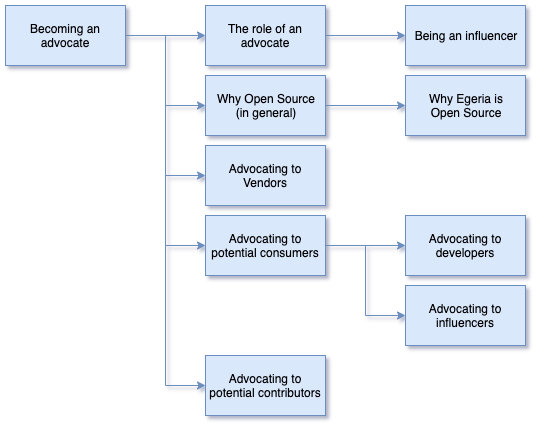 Becoming an
advocate
The role of an
advocate
Being an influencer
Why Open Source
(in general)
Why Egeria is
Open Source
Advocating to
Vendors
Advocating to
potential consumers
Advocating to
developers
Advocating to
influencers
Advocating to
potential contributors